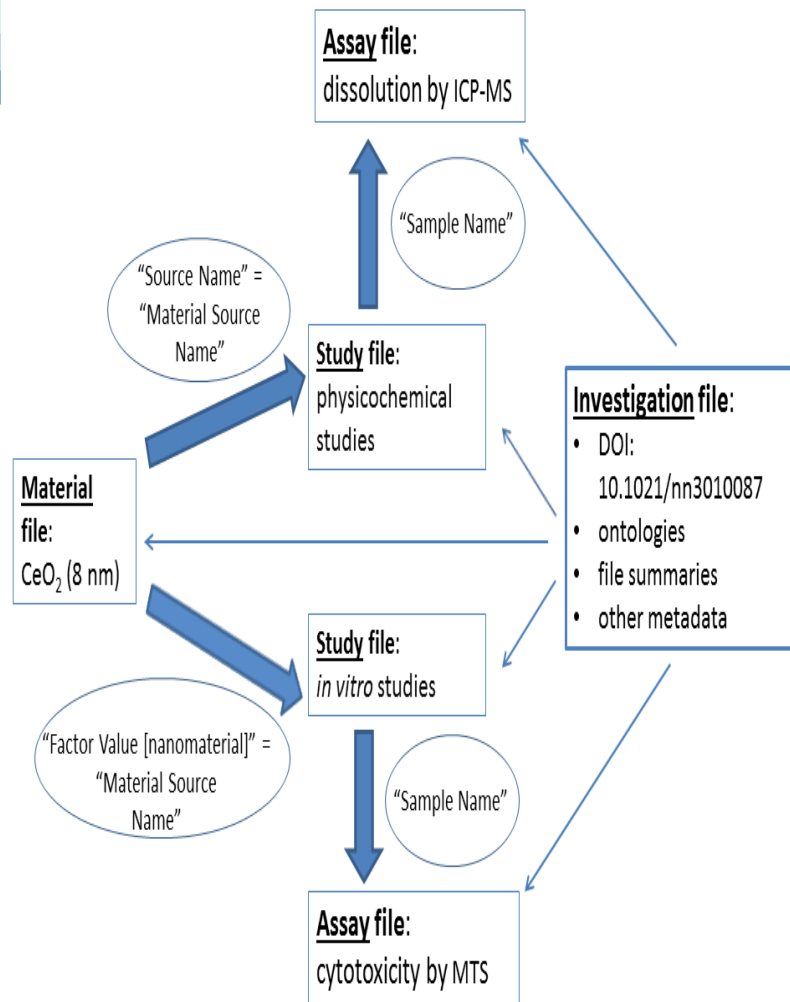 Assay file:
dissolution by ICP-MS
“Sample Name”
“Source Name” =
“Material Source
Name”
Study file:
physicochemical
studies
Investigation file:
• DOI:
10.1021/nn3010087
• ontologies
• file summaries
• other metadata
Material
file:
CeO₂ (8 nm)
Study file:
in vitro studies
“Factor Value [nanomaterial]” =
“Material Source
Name”
“Sample Name”
Assay file:
cytotoxicity by MTS